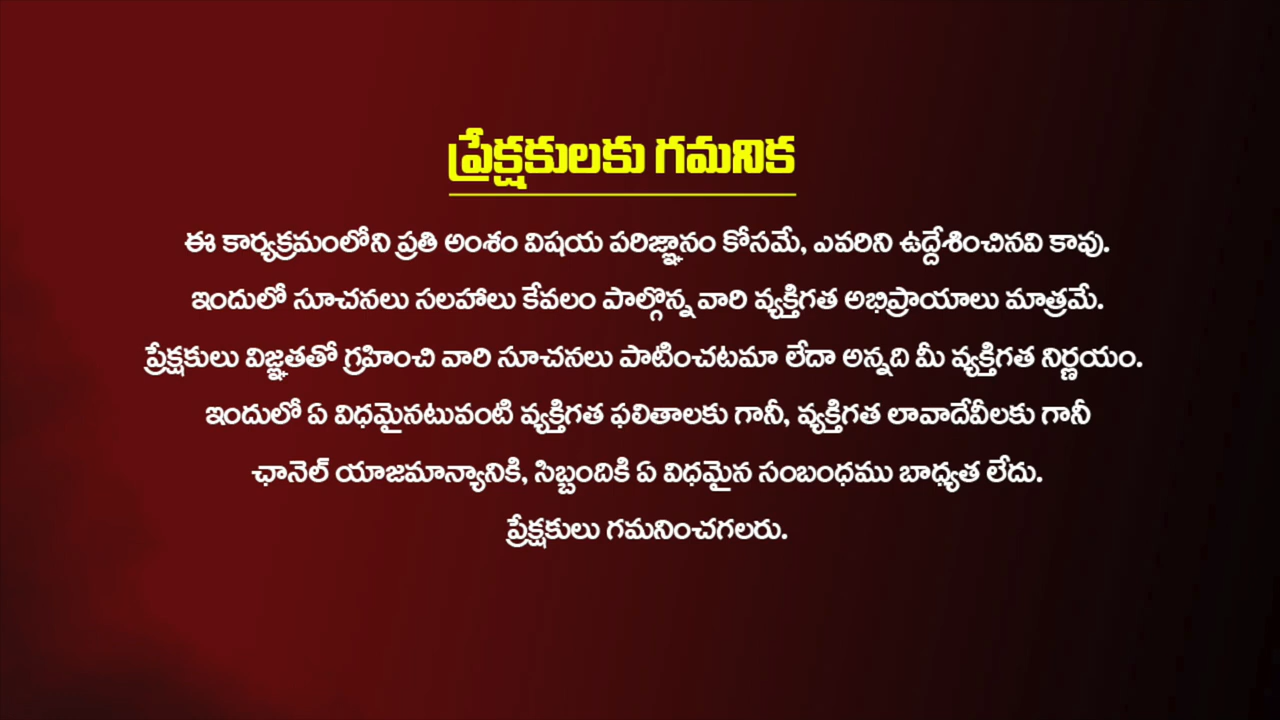 ప్రేక్షకులకు గమనిక
ఈ కార్యక్రమంలోని ప్రతి అంశం విషయ పరిజ్ఞానం కోసమే, ఎవరిని ఉద్దేశించినవి కావు.
ఇందులో సూచనలు సలహాలు కేవలం పాల్గొన్న వారి వ్యక్తిగత అభిప్రాయాలు మాత్రమే.
ప్రేక్షకులు విజ్ఞతతో గ్రహించి వారి సూచనలు పాటించటమా లేదా అన్నది మీ వ్యక్తిగత నిర్ణయం.
ఇందులో ఏ విధమైనటువంటి వ్యక్తిగత ఫలితాలకు గానీ, వ్యక్తిగత లావాదేవీలకు గానీ
ఛానెల్ యాజమాన్యానికి, సిబ్బందికి ఏ విధమైన సంబంధము బాధ్యత లేదు.
ప్రేక్షకులు గమనించగలరు.